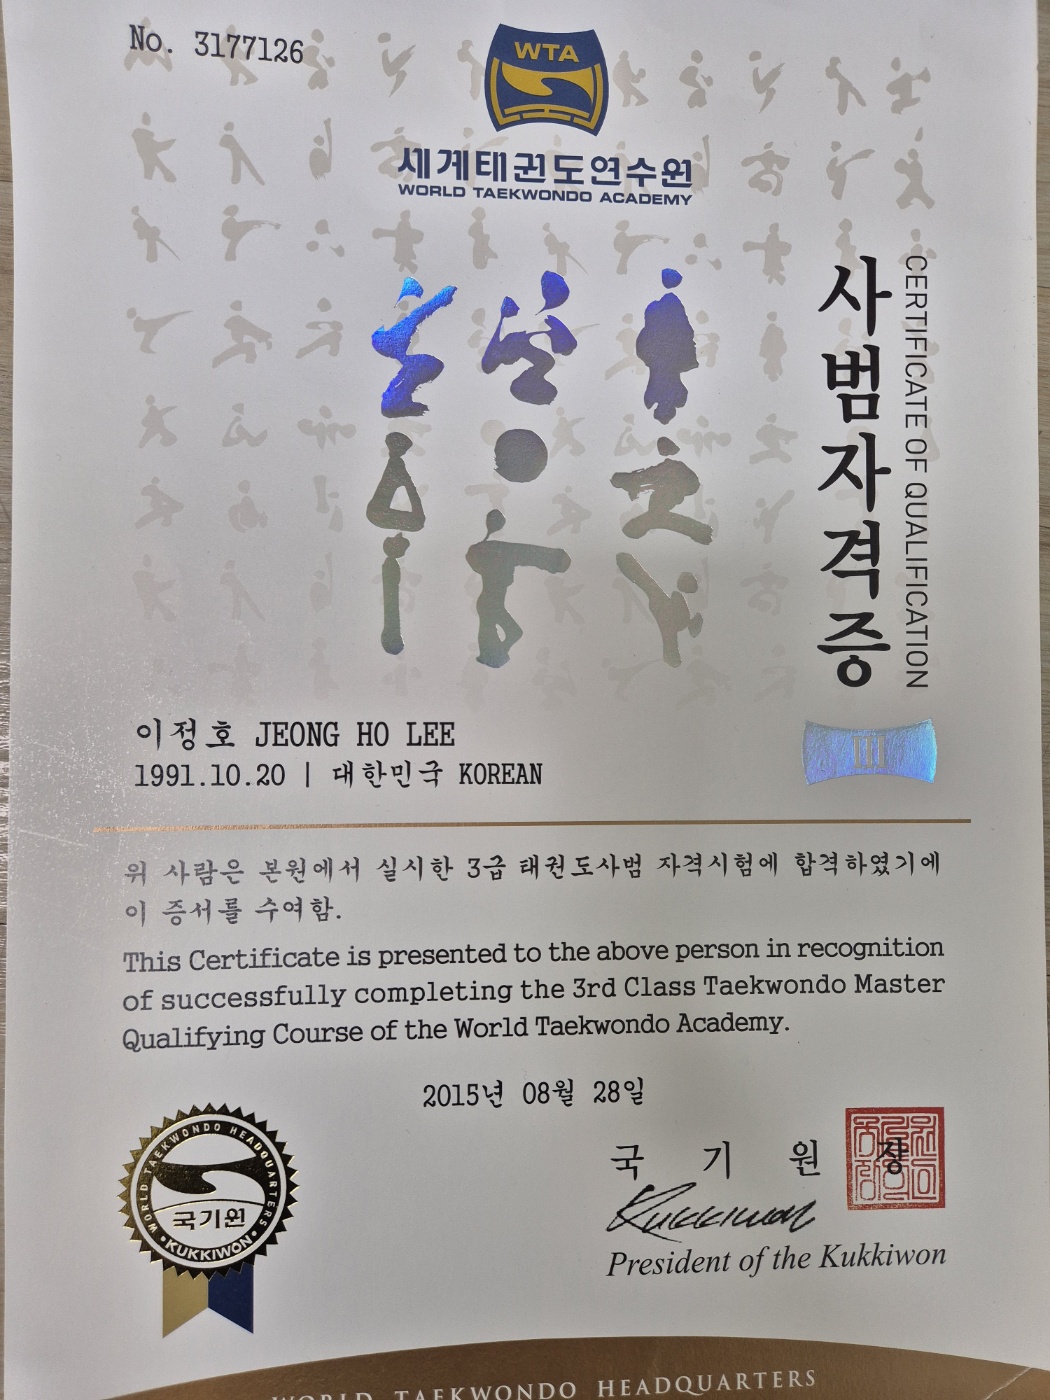 No. 3177126
WTA
세계태권도연수원
WORLD TAEKWONDO ACADEMY
사범자격증
CERTIFICATE OF QUALIFICATION
III
이정호 JEONG HO LEE
1991.10.20 | 대한민국 KOREAN
위 사람은 본원에서 실시한 3급 태권도사범 자격시험에 합격하였기에
이 증서를 수여함.
This Certificate is presented to the above person in recognition
of successfully completing the 3rd Class Taekwondo Master
Qualifying Course of the World Taekwondo Academy.
2015년 08월 28일
국 기 원 장
Kukkiwon
President of the Kukkiwon
WORLD TAEKWONDO HEADQUARTERS
국기원
KUKKIWON
WORLD TAEKWONDO HEADQUARTERS